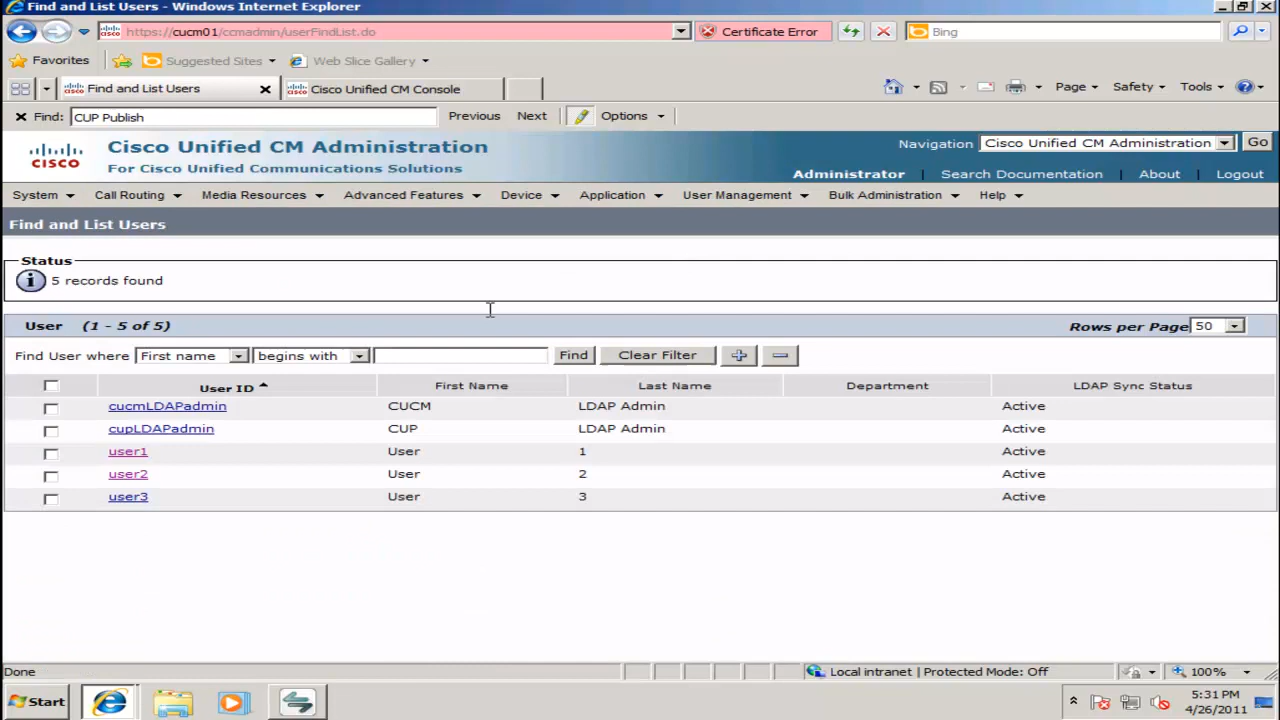 Find and List Users - Windows Internet Explorer
https://cucm01/ccmadmin/userFindList.do
Certificate Error
Bing
Favorites
Suggested Sites
Web Slice Gallery
Find and List Users
Cisco Unified CM Console
Page
Safety
Tools
Find: CUP Publish
Previous
Next
Options
CISCO
Cisco Unified CM Administration
For Cisco Unified Communications Solutions
Navigation Cisco Unified CM Administration Go
Administrator
Search Documentation
About
Logout
System
Call Routing
Media Resources
Advanced Features
Device
Application
User Management
Bulk Administration
Help
Find and List Users
Status
5 records found
User (1 - 5 of 5)
Rows per Page 50
Find User where First name begins with Find Clear Filter
User ID First Name Last Name Department LDAP Sync Status
cucmLDAPadmin CUCM LDAP Admin Active
cupLDAPadmin CUP LDAP Admin Active
user1 User 1 Active
user2 User 2 Active
user3 User 3 Active
Done
Local intranet | Protected Mode: Off
100%
Start
5:31 PM
4/26/2011